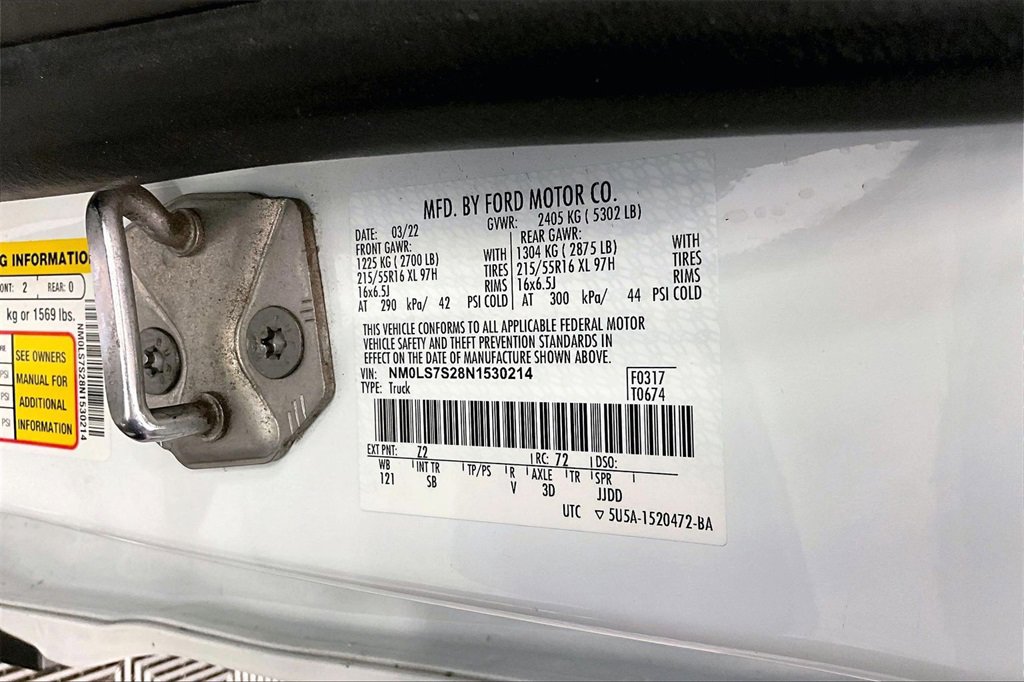 G INFORMATIO
ONT: 2 REAR: 0
kg or 1569 lbs.
SEE OWNERS
MANUAL FOR
ADDITIONAL
INFORMATION
PSI
PSI
PSI
NM0LS7S28N1530214
MFD. BY FORD MOTOR CO.
DATE: 03/22 GVWR: 2405 KG ( 5302 LB)
FRONT GAWR: REAR GAWR:
1225 KG (2700 LB) WITH 1304 KG (2875 LB) WITH
215/55R16 XL 97H TIRES 215/55R16 XL 97H TIRES
16x6.5J RIMS 16x6.5J RIMS
AT 290 kPa/ 42 PSI COLD AT 300 kPa/ 44 PSI COLD
THIS VEHICLE CONFORMS TO ALL APPLICABLE FEDERAL MOTOR
VEHICLE SAFETY AND THEFT PREVENTION STANDARDS IN
EFFECT ON THE DATE OF MANUFACTURE SHOWN ABOVE.
VIN: NM0LS7S28N1530214
TYPE: Truck
F0317
T0674
EXT PNT: Z2 RC: 72 DSO:
WB INT TR TP/PS R AXLE TR SPR
121 SB V 3D JJDD
UTC ▽ 5U5A-1520472-BA